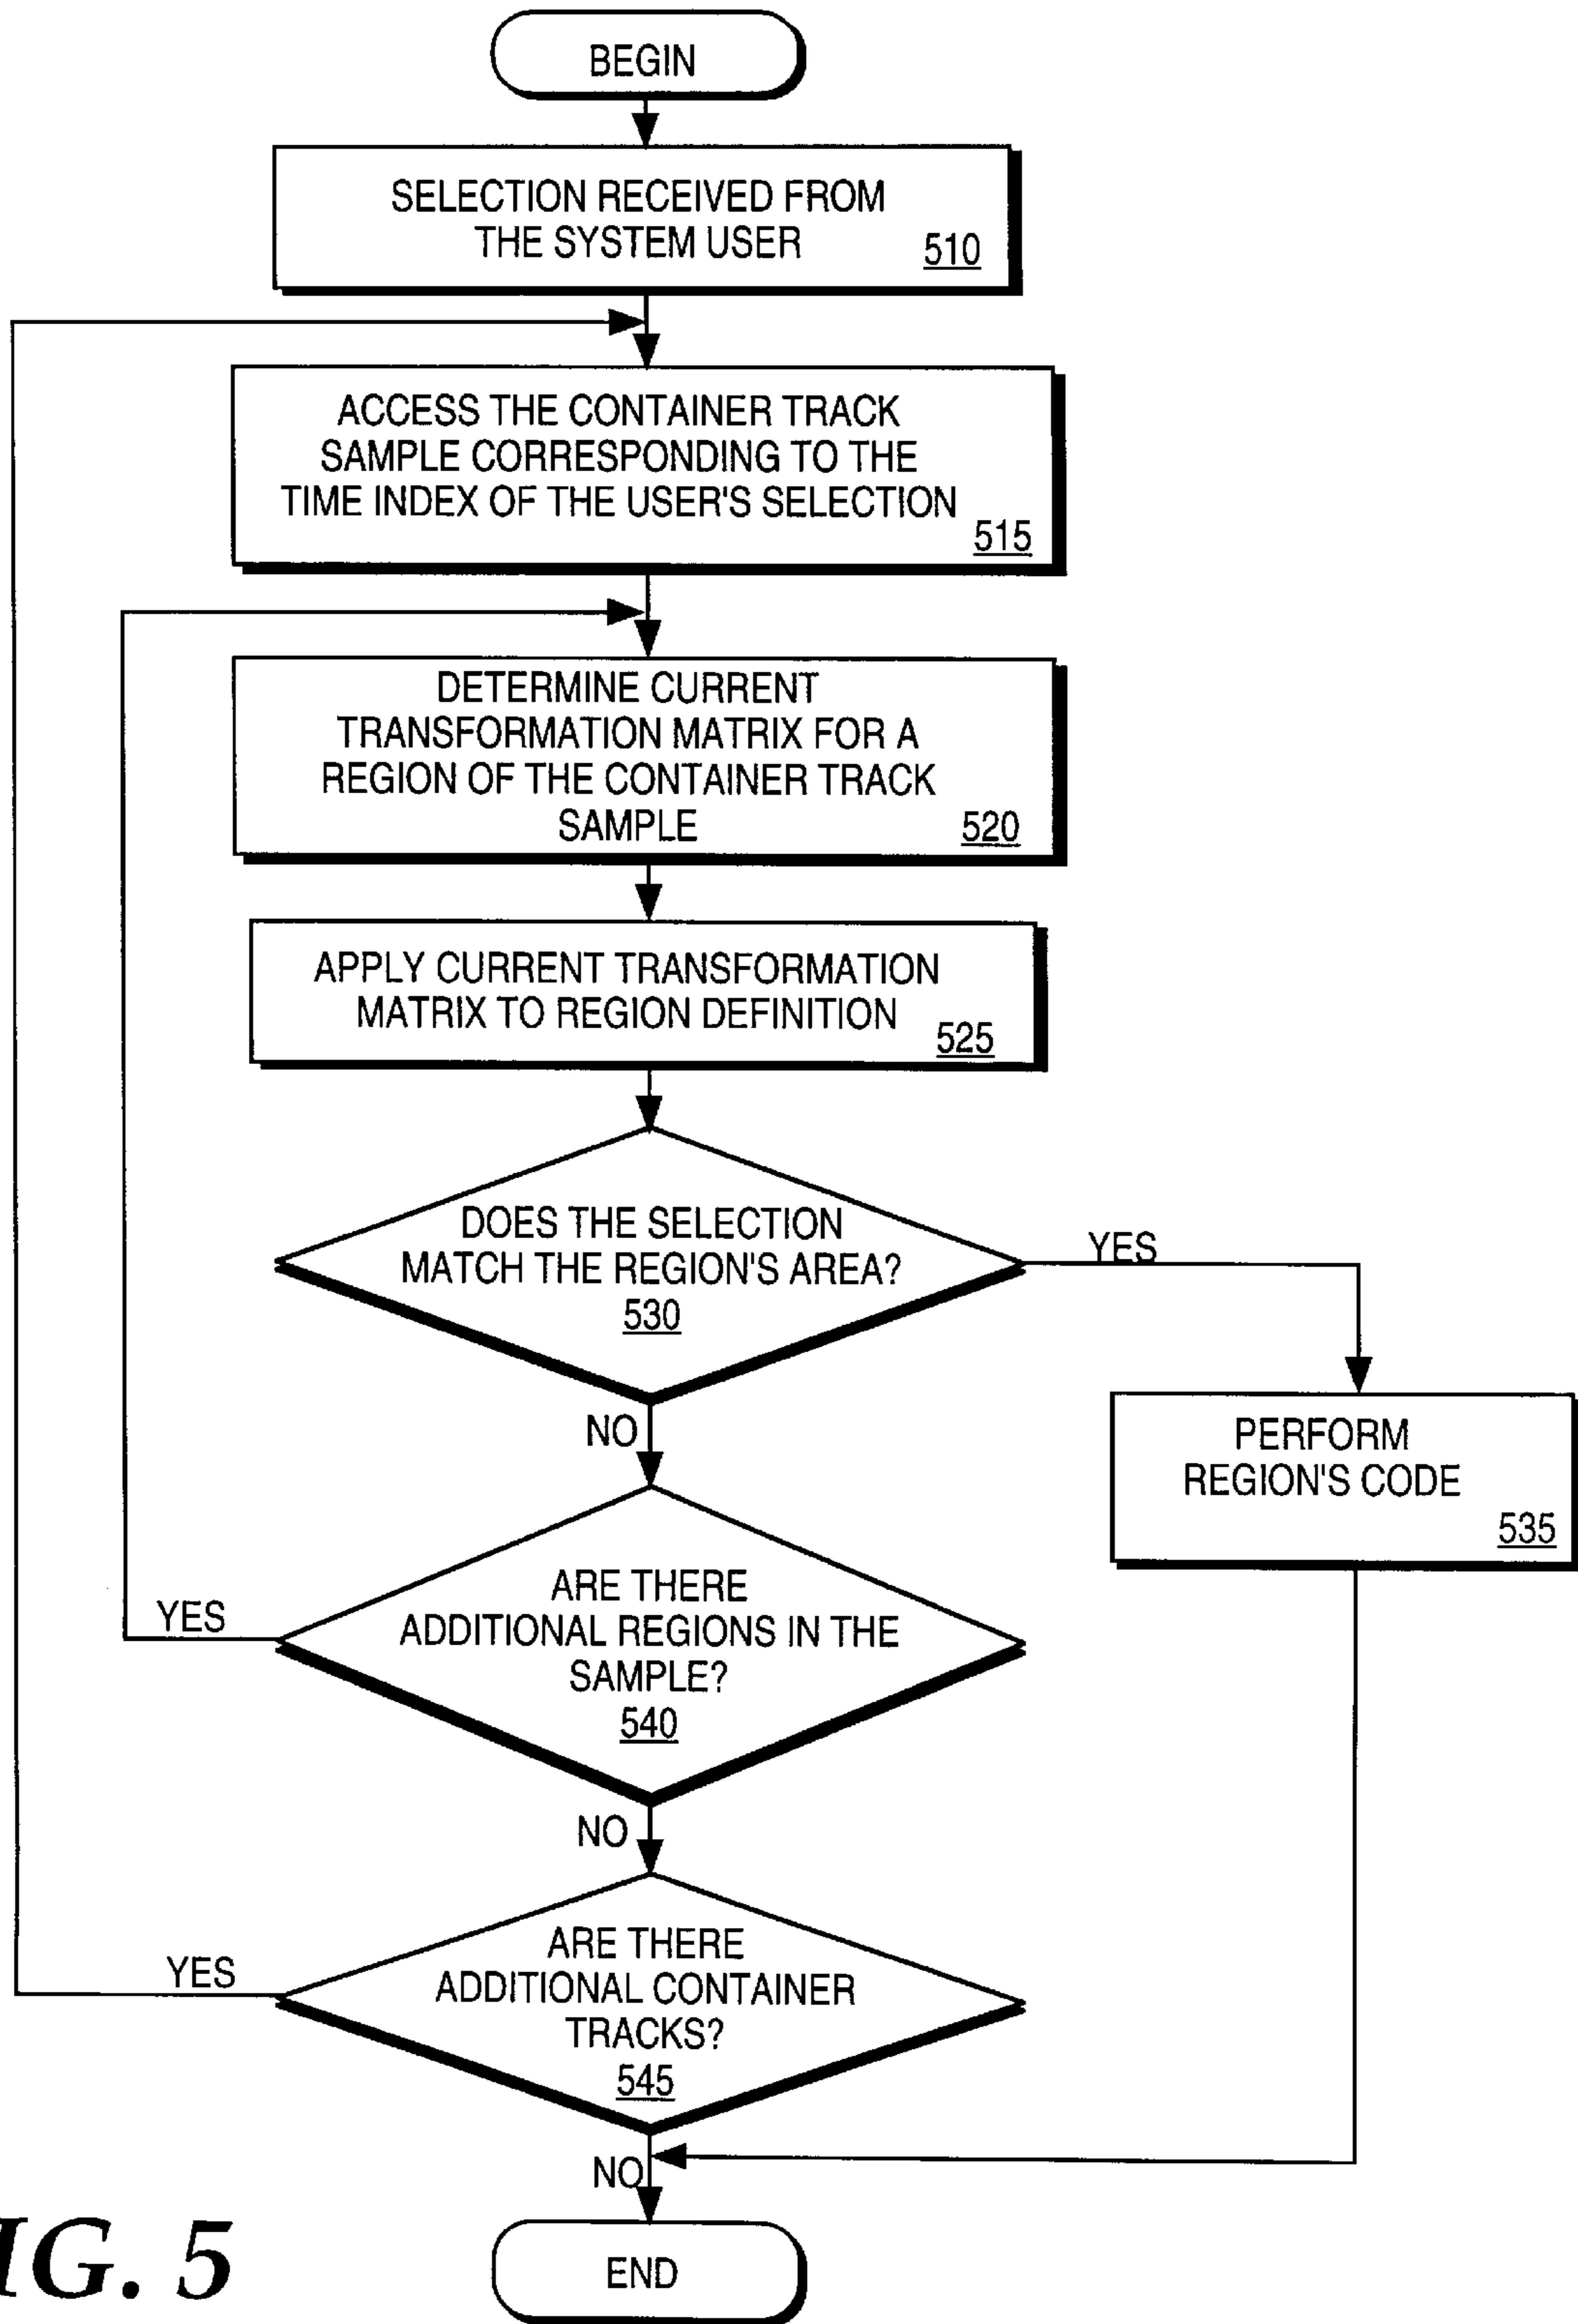 BEGIN
SELECTION RECEIVED FROM
THE SYSTEM USER
510
ACCESS THE CONTAINER TRACK
SAMPLE CORRESPONDING TO THE
TIME INDEX OF THE USER'S SELECTION
515
DETERMINE CURRENT
TRANSFORMATION MATRIX FOR A
REGION OF THE CONTAINER TRACK
SAMPLE
520
APPLY CURRENT TRANSFORMATION
MATRIX TO REGION DEFINITION
525
DOES THE SELECTION
MATCH THE REGION'S AREA?
530
YES
NO
PERFORM
REGION'S CODE
535
ARE THERE
ADDITIONAL REGIONS IN THE
SAMPLE?
540
YES
NO
ARE THERE
ADDITIONAL CONTAINER
TRACKS?
545
YES
NO
END
IG. 5